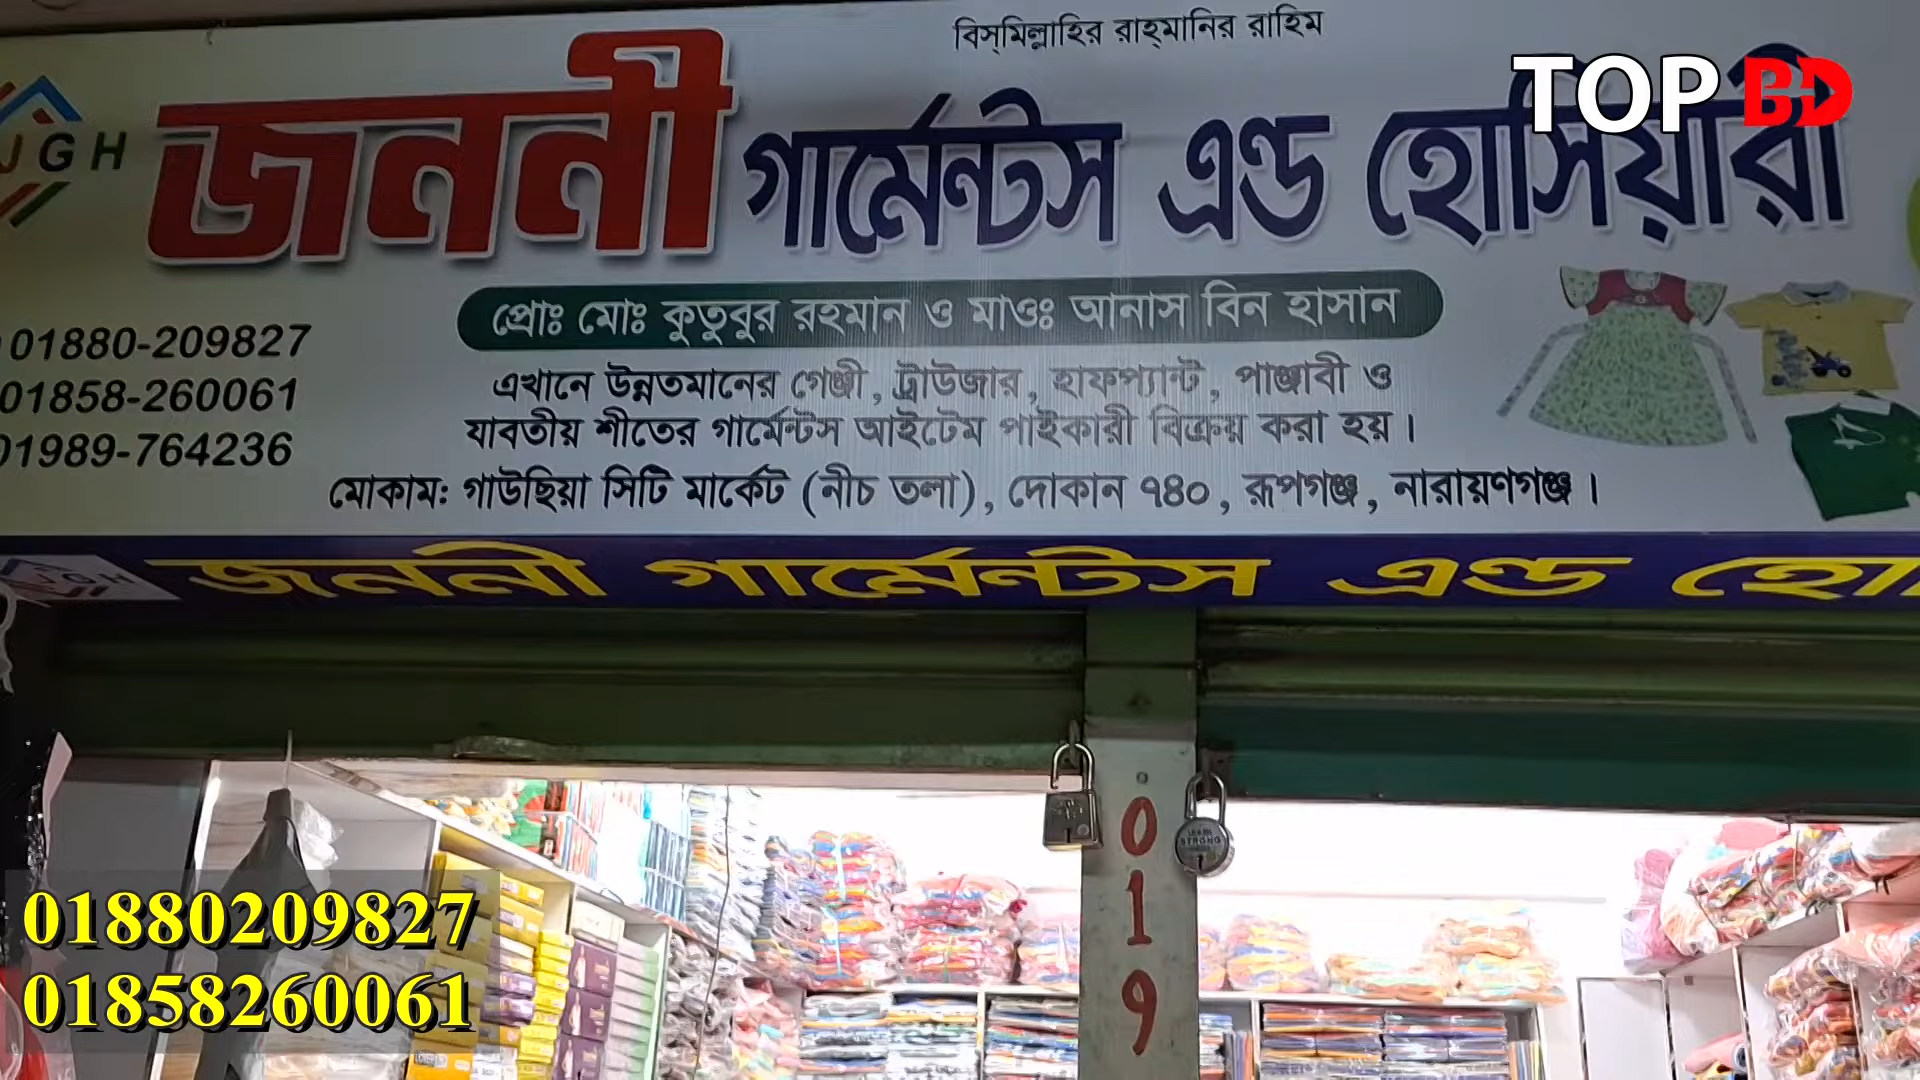 বিস্‌মিল্লাহির রাহ্‌মানির রাহিম
TOP BD
JGH
জননী গার্মেন্টস এন্ড হোসিয়ারী
প্রোঃ মোঃ কুতুবুর রহমান ও মাওঃ আনাস বিন হাসান
01880-209827
01858-260061
01989-764236
এখানে উন্নতমানের গেঞ্জী, ট্রাউজার, হাফপ্যান্ট, পাঞ্জাবী ও
যাবতীয় শীতের গার্মেন্টস আইটেম পাইকারী বিক্রয় করা হয়।
মোকাম: গাউছিয়া সিটি মার্কেট (নীচ তলা), দোকান ৭৪০, রূপগঞ্জ, নারায়ণগঞ্জ।
JGH জননী গার্মেন্টস এন্ড হো
019
01880209827
01858260061